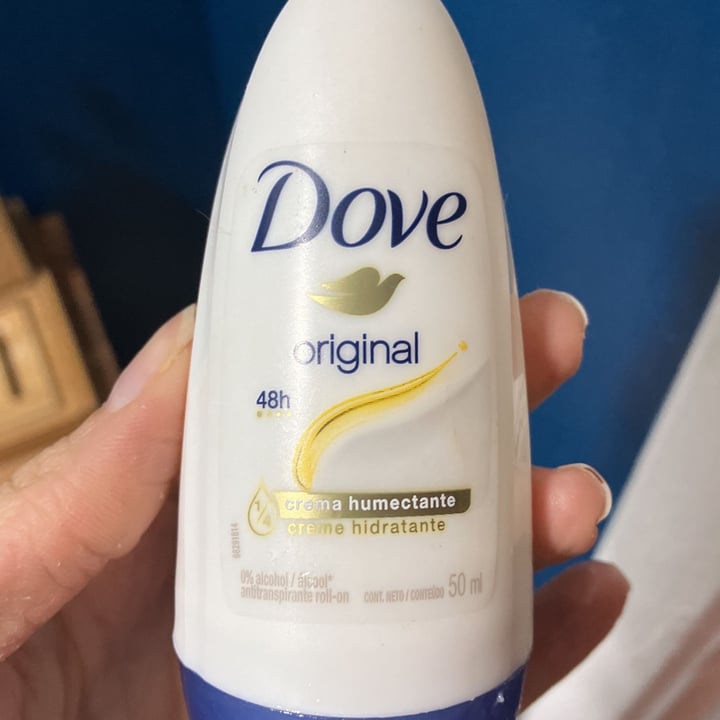 Dove
original
48h
1/4
crema humectante
creme hidratante
0% alcohol / álcool*
antitranspirante roll-on
CONT. NETO / CONTEÚDO 50 ml